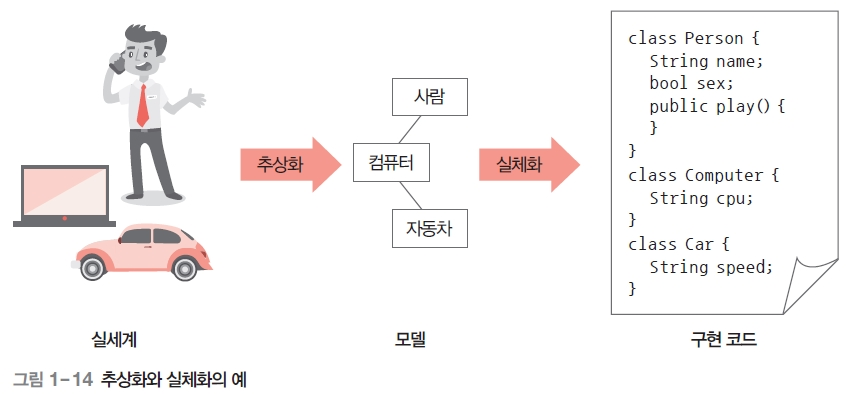 사람
컴퓨터
자동차
추상화
실체화
class Person {
String name;
bool sex;
public play() {
}
}
class Computer {
String cpu;
}
class Car {
String speed;
}
실세계
모델
구현 코드
그림 1-14 추상화와 실체화의 예